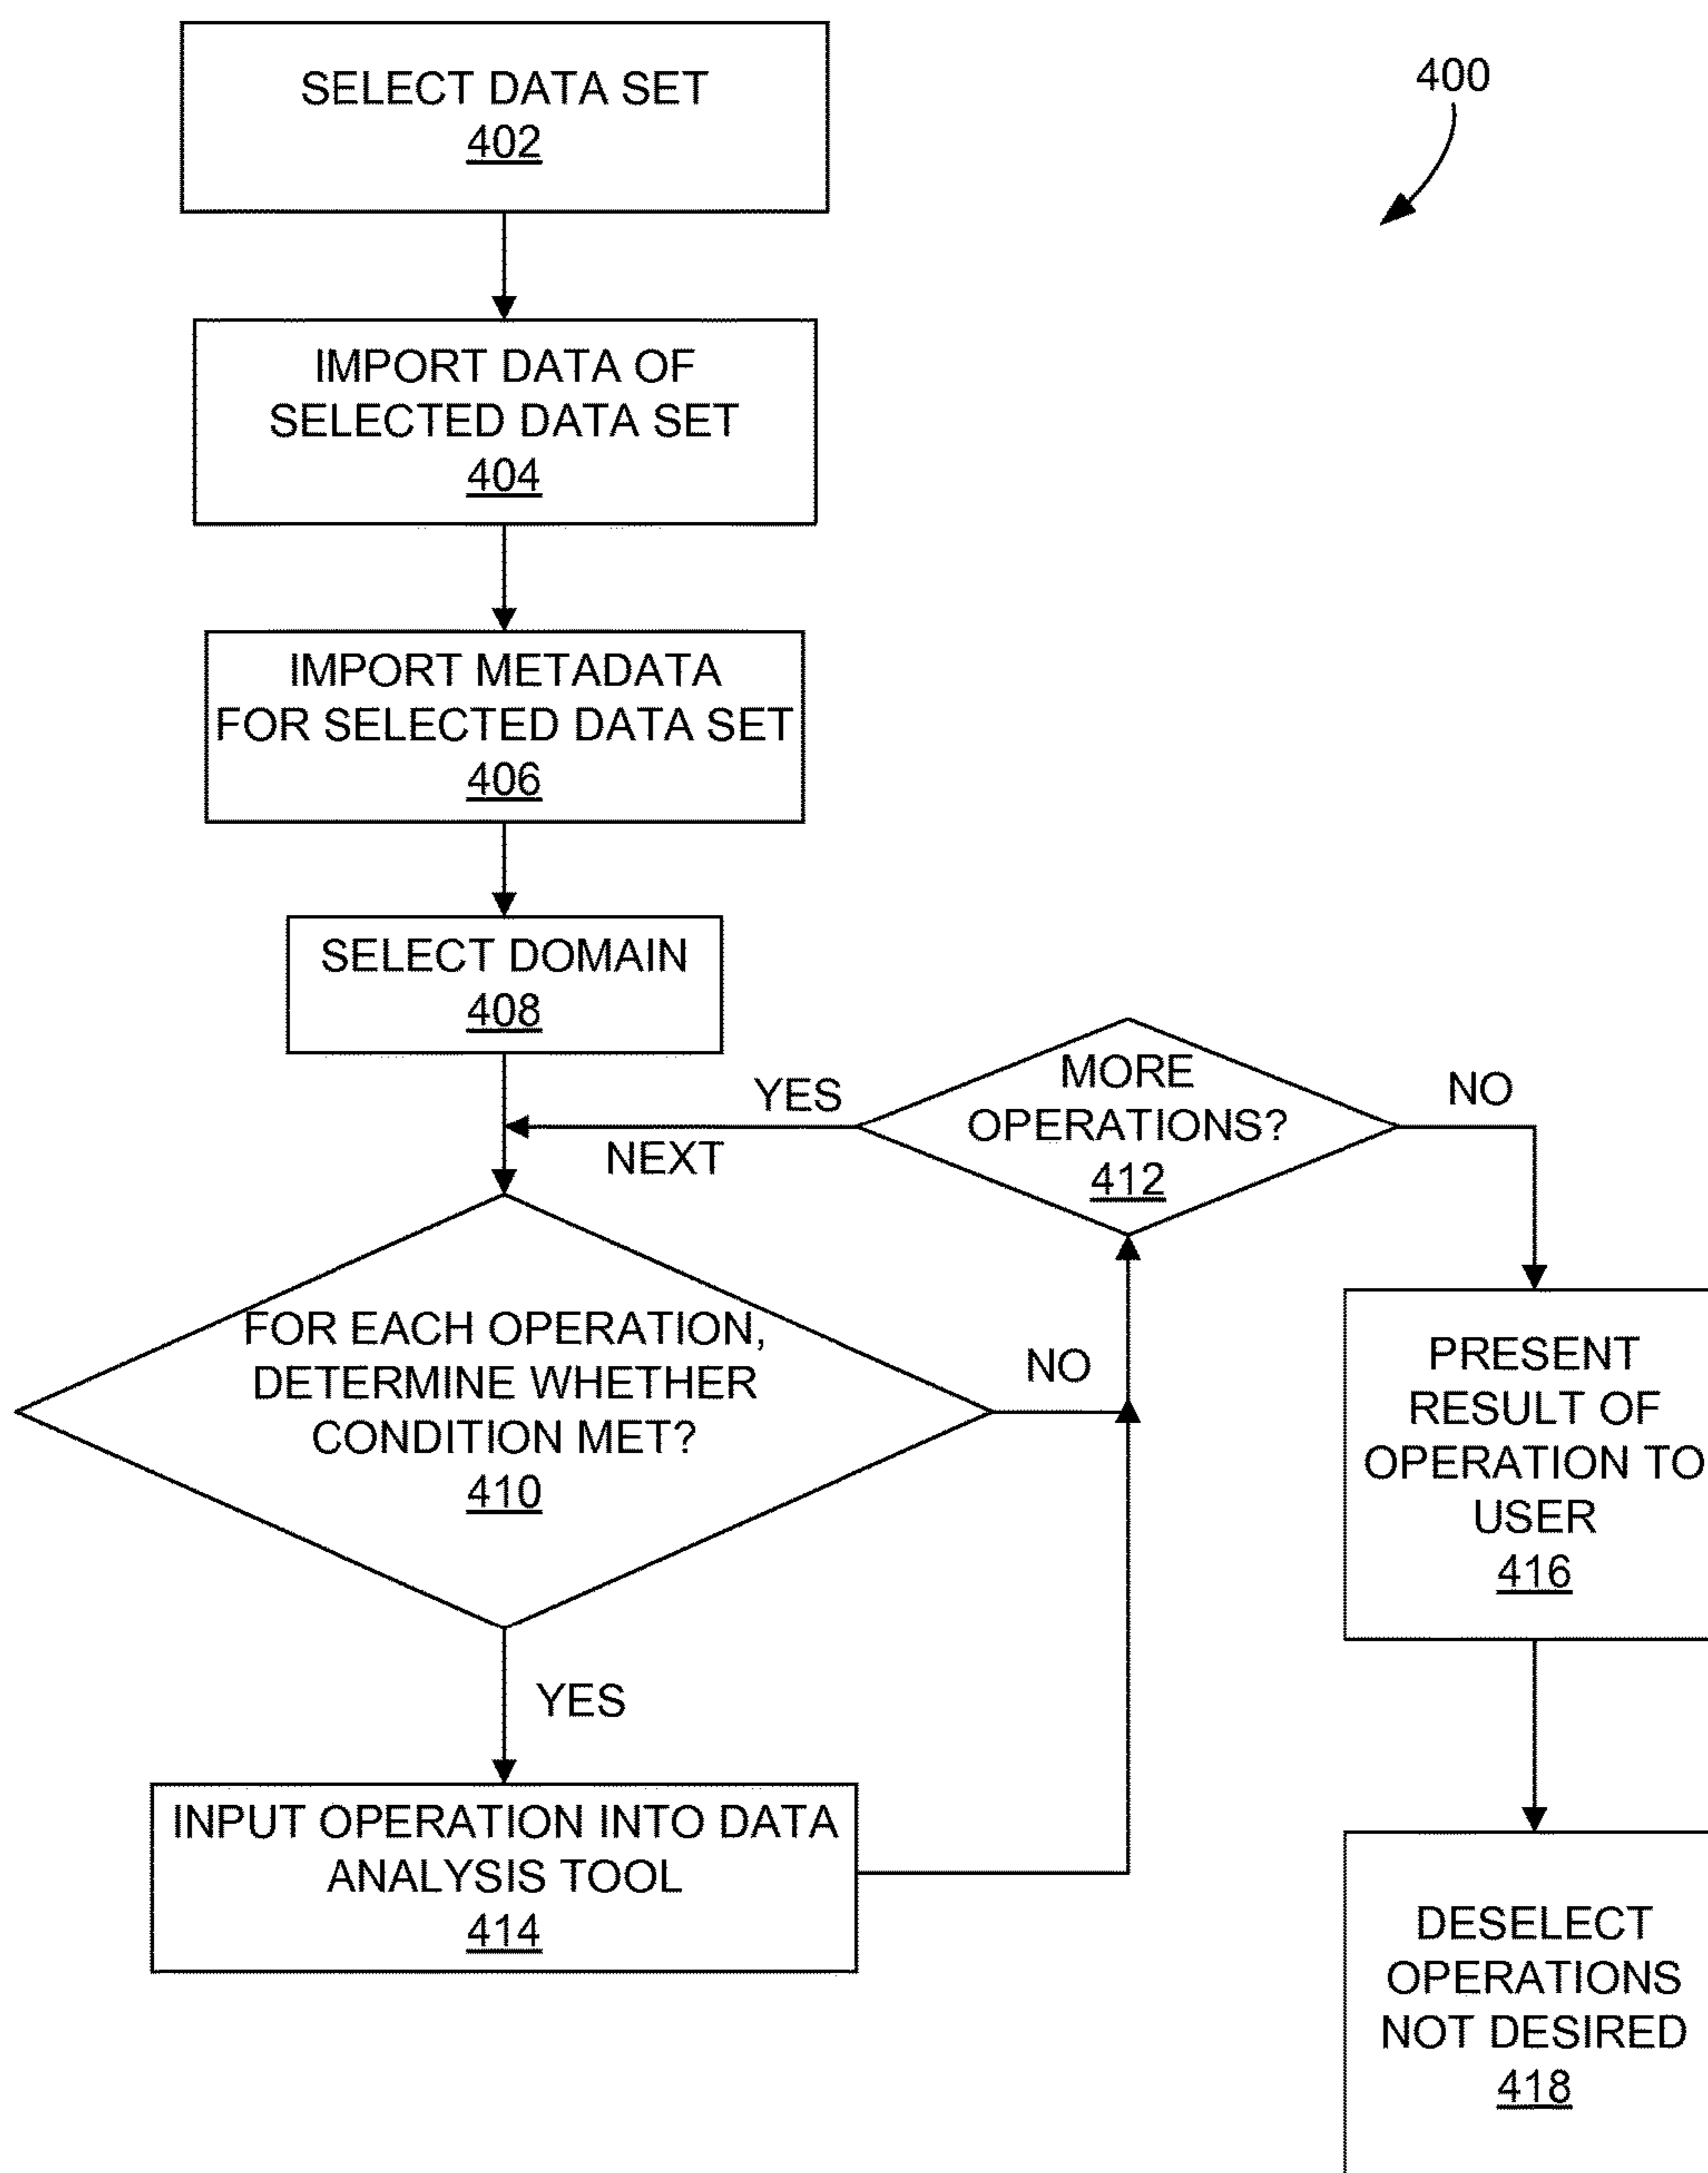 SELECT DATA SET
402
400
IMPORT DATA OF
SELECTED DATA SET
404
IMPORT METADATA
FOR SELECTED DATA SET
406
SELECT DOMAIN
408
YES
NEXT
MORE
OPERATIONS?
412
NO
FOR EACH OPERATION,
DETERMINE WHETHER
CONDITION MET?
410
NO
PRESENT
RESULT OF
OPERATION TO
USER
416
YES
INPUT OPERATION INTO DATA
ANALYSIS TOOL
414
DESELECT
OPERATIONS
NOT DESIRED
418